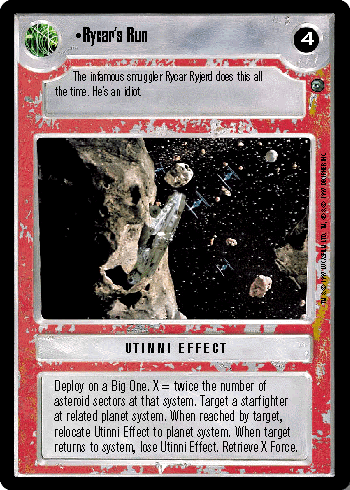 •Rycar's Run
4
The infamous smuggler Rycar Ryjerd does this all
the time. He's an idiot.
UTINNI EFFECT
Deploy on a Big One. X = twice the number of
asteroid sectors at that system. Target a starfighter
at related planet system. When reached by target,
relocate Utinni Effect to planet system. When target
returns to system, lose Utinni Effect. Retrieve X Force.